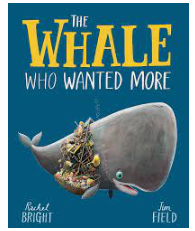 THE
WHALE
WHO WANTED MORE
Rachel
BRIGHT
Jim
FIELD